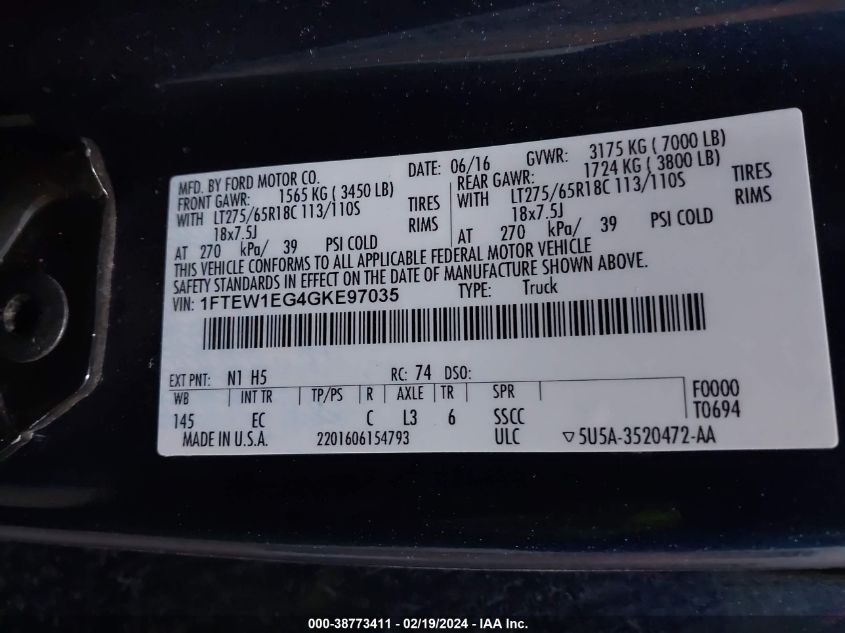 MFD. BY FORD MOTOR CO. DATE: 06/16 GVWR: 3175 KG ( 7000 LB)
FRONT GAWR: 1565 KG ( 3450 LB) REAR GAWR: 1724 KG ( 3800 LB)
WITH LT275/65R18C 113/110S TIRES WITH LT275/65R18C 113/110S TIRES
18x7.5J RIMS 18x7.5J RIMS
AT 270 kPa/ 39 PSI COLD AT 270 kPa/ 39 PSI COLD
THIS VEHICLE CONFORMS TO ALL APPLICABLE FEDERAL MOTOR VEHICLE
SAFETY STANDARDS IN EFFECT ON THE DATE OF MANUFACTURE SHOWN ABOVE.
VIN: 1FTEW1EG4GKE97035 TYPE: Truck
EXT PNT: N1 H5 RC: 74 DSO:
WB INT TR TP/PS R AXLE TR SPR F0000
145 EC C L3 6 SSCC T0694
MADE IN U.S.A. 2201606154793 ULC ▽ 5U5A-3520472-AA
000-38773411 - 02/19/2024 - IAA Inc.